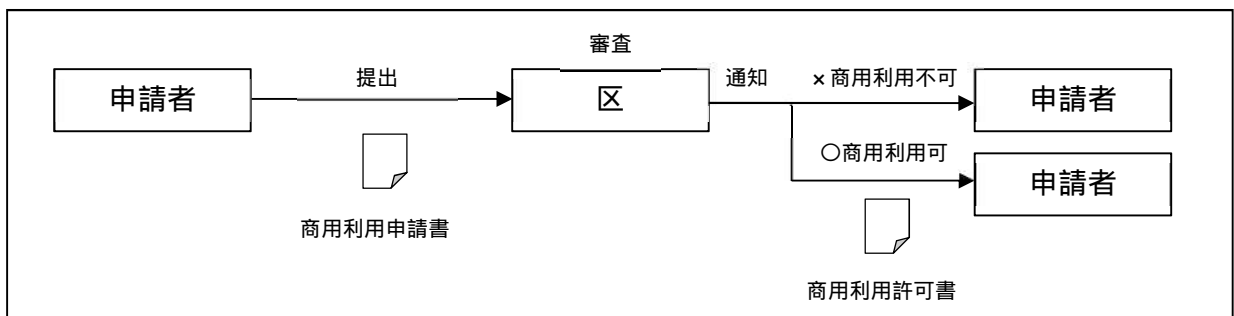 審査
申請者
提出
区
通知
×商用利用不可
申請者
○商用利用可
申請者
商用利用申請書
商用利用許可書